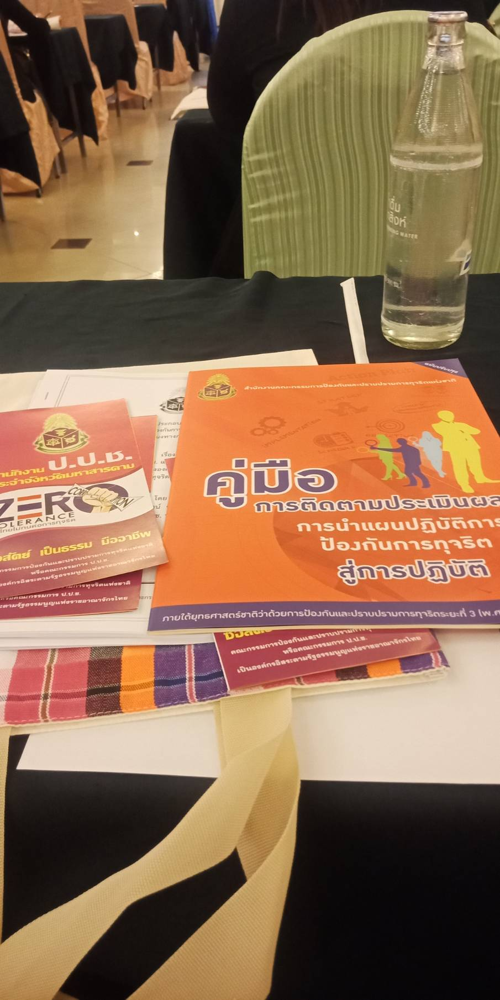 WATER
ฉบับปรับปรุง
Action Plan
สำนักงานคณะกรรมการป้องกันและปราบปรามการทุจริตแห่งชาติ
STRATEGY
IMPLEMENTATION
คู่มือ
การติดตามประเมินผล
การนำแผนปฏิบัติการ
ป้องกันการทุจริต
สู่การปฏิบัติ
ภายใต้ยุทธศาสตร์ชาติว่าด้วยการป้องกันและปราบปรามการทุจริตระยะที่ 3 (พ.ศ
ำนักงาน ป.ป.ช.
ระจำจังหวัดมหาสารคาม
ZERO
CORRUPTION
OLERANCE
ไทยไม่ทนต่อการทุจริต
อสัตย์ เป็นธรรม มืออาชีพ
กรรมการป้องกันและปราบปรามการทุจริตแห่งชาติ
หรือคณะกรรมการ ป.ป.ช.
องค์กรอิสระตามรัฐธรรมนูญแห่งราชอาณาจักรไทย
ามการทุจริตแห่งชาติ
หรือคณะกรรมการ ป.ป.ช.
ะตามรัฐธรรมนูญแห่งราชอาณาจักรไทย
เรื่อง
โดย
คณะกรรมการป้องกันและปราบปรามการทุ
หรือคณะกรรมการ ป.ป.ช.
เป็นองค์กรอิสระตามรัฐธรรมนูญแห่งราชอาณาจักรไทย